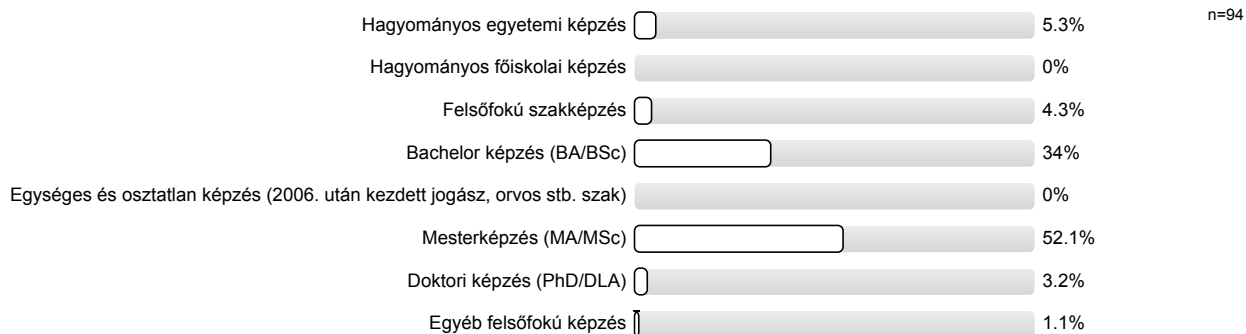 Hagyományos egyetemi képzés 5.3% n=94
Hagyományos főiskolai képzés 0%
Felsőfokú szakképzés 4.3%
Bachelor képzés (BA/BSc) 34%
Egységes és osztatlan képzés (2006. után kezdett jogász, orvos stb. szak) 0%
Mesterképzés (MA/MSc) 52.1%
Doktori képzés (PhD/DLA) 3.2%
Egyéb felsőfokú képzés 1.1%